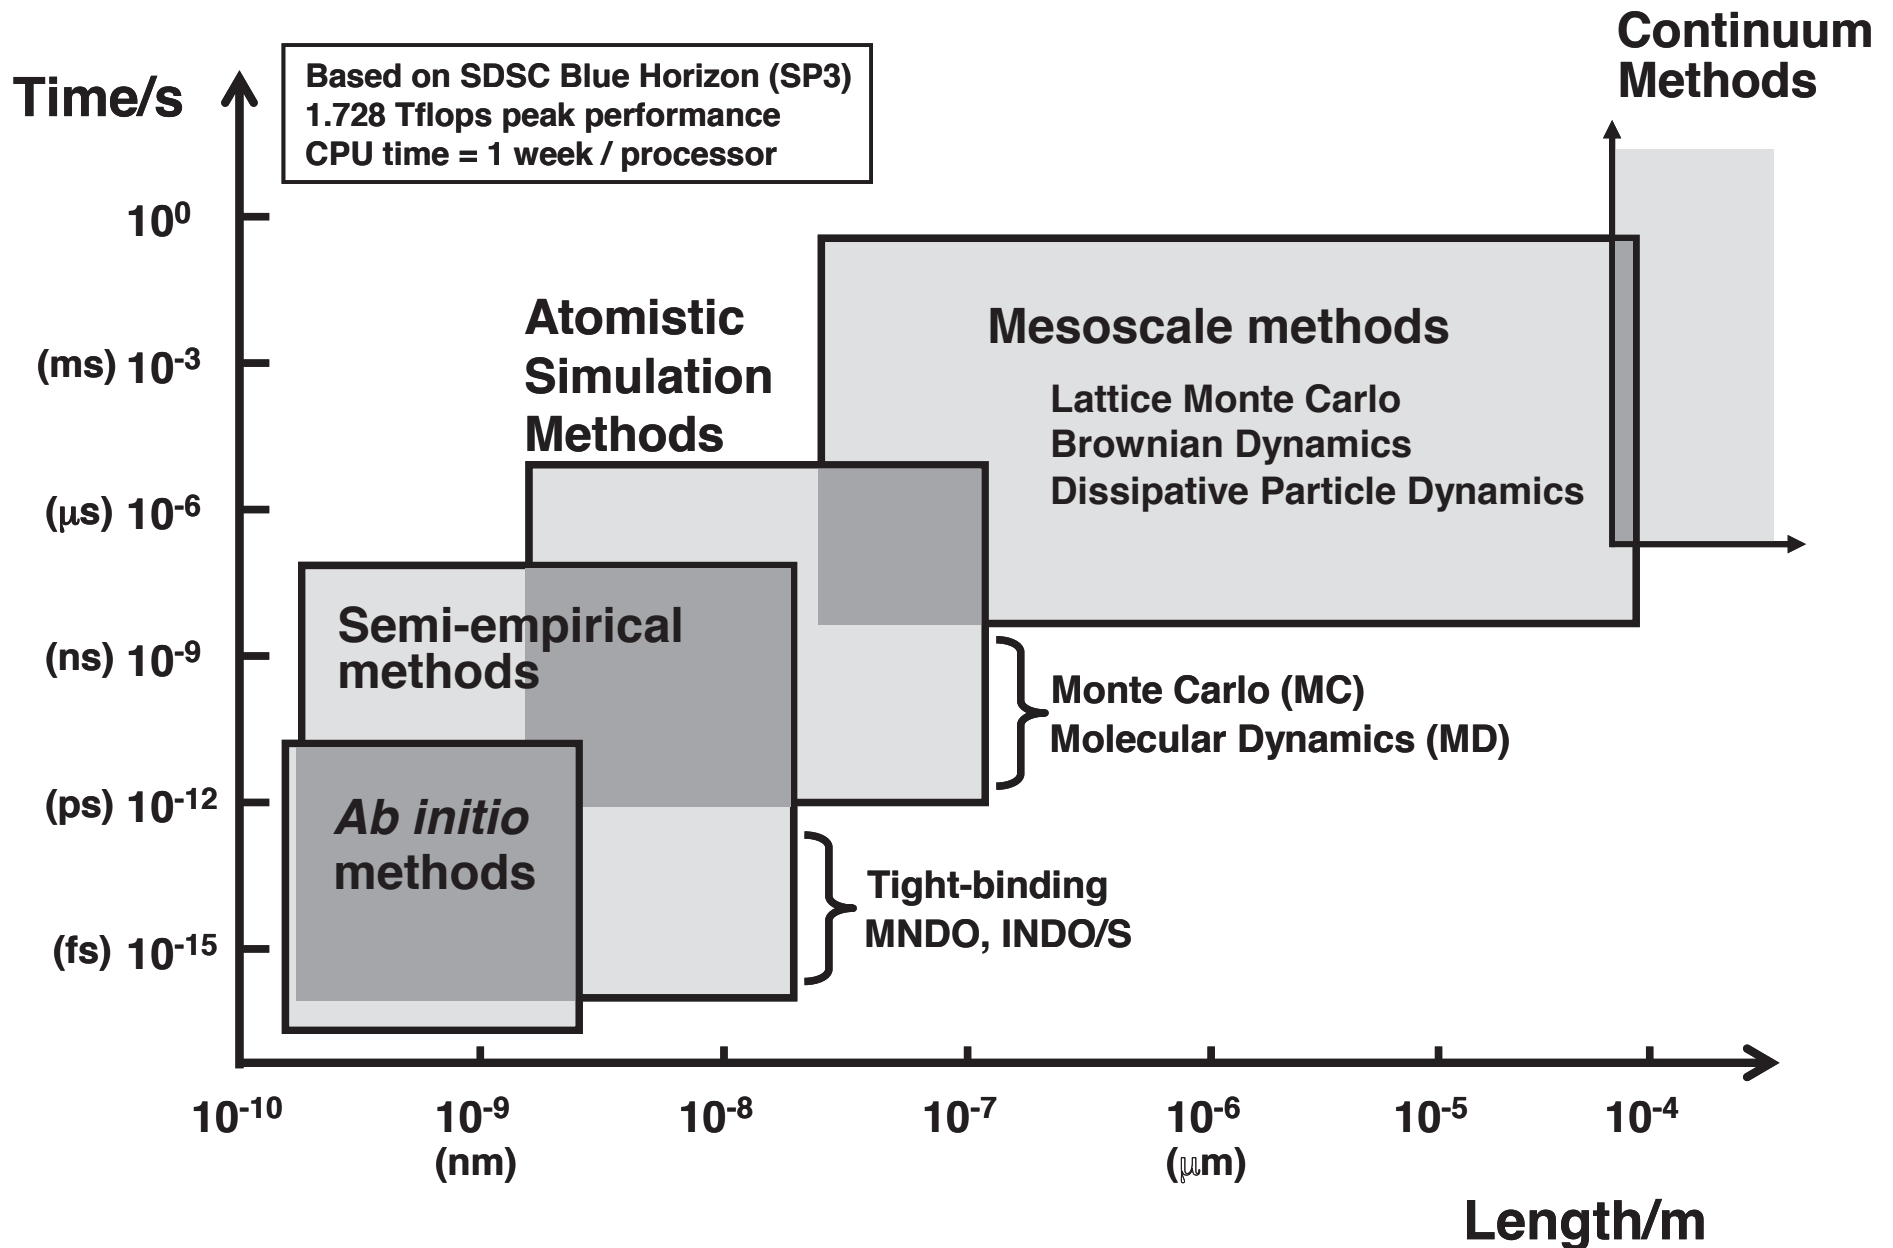 Continuum
Methods
Time/s
Based on SDSC Blue Horizon (SP3)
1.728 Tflops peak performance
CPU time = 1 week / processor
10⁰
(ms) 10⁻³
(μs) 10⁻⁶
(ns) 10⁻⁹
(ps) 10⁻¹²
(fs) 10⁻¹⁵
Atomistic
Simulation
Methods
Mesoscale methods
Lattice Monte Carlo
Brownian Dynamics
Dissipative Particle Dynamics
Semi-empirical
methods
Monte Carlo (MC)
Molecular Dynamics (MD)
Ab initio
methods
Tight-binding
MNDO, INDO/S
10⁻¹⁰ 10⁻⁹ 10⁻⁸ 10⁻⁷ 10⁻⁶ 10⁻⁵ 10⁻⁴
(nm) (μm)
Length/m